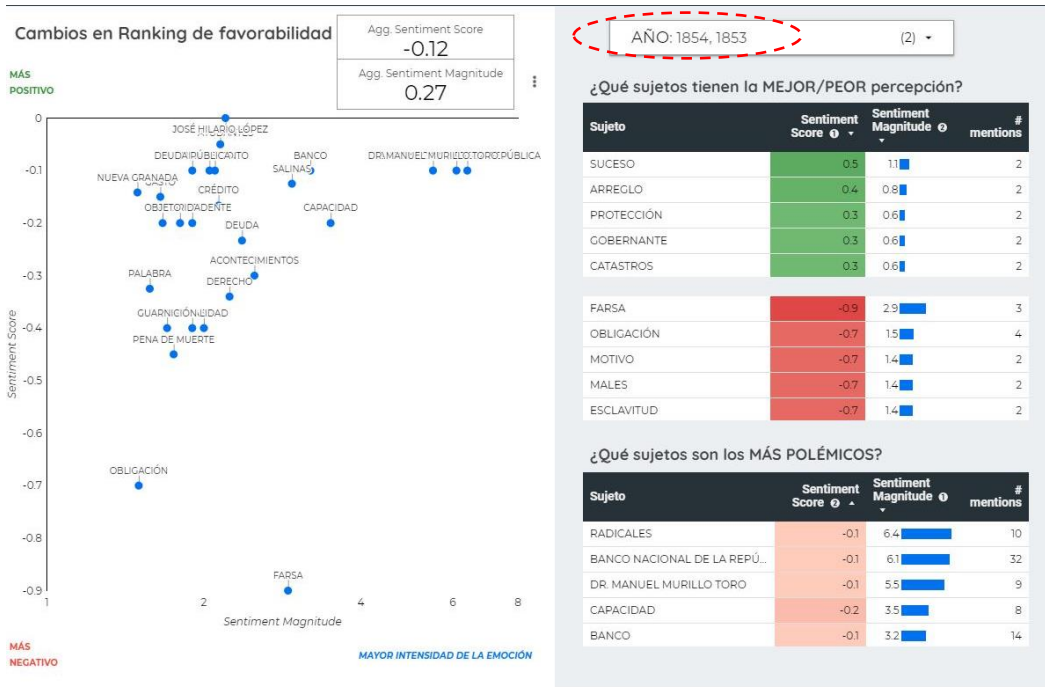 Cambios en Ranking de favorabilidad
Agg. Sentiment Score
-0.12
Agg. Sentiment Magnitude
0.27
MÁS
POSITIVO
0
-0.1
-0.2
-0.3
-0.4
-0.5
-0.6
-0.7
-0.8
-0.9
Sentiment Score
JOSÉ HILARIO LÓPEZ
BANCO
SALINAS
NUEVA GRANADA
CRÉDITO
CAPACIDAD
DEUDA
ACONTECIMIENTOS
PALABRA
DERECHO
GUARNICIÓN
PENA DE MUERTE
OBLIGACIÓN
FARSA
1
2
4
6
8
Sentiment Magnitude
MÁS
NEGATIVO
MAYOR INTENSIDAD DE LA EMOCIÓN
AÑO: 1854, 1853 (2)
¿Qué sujetos tienen la MEJOR/PEOR percepción?
Sujeto Sentiment Score 1 Sentiment Magnitude 2 # mentions
SUCESO 0.5 1.1 2
ARREGLO 0.4 0.8 2
PROTECCIÓN 0.3 0.6 2
GOBERNANTE 0.3 0.6 2
CATASTROS 0.3 0.6 2
FARSA -0.9 2.9 3
OBLIGACIÓN -0.7 1.5 4
MOTIVO -0.7 1.4 2
MALES -0.7 1.4 2
ESCLAVITUD -0.7 1.4 2
¿Qué sujetos son los MÁS POLÉMICOS?
Sujeto Sentiment Score 2 Sentiment Magnitude 1 # mentions
RADICALES -0.1 6.4 10
BANCO NACIONAL DE LA REPÚ... -0.1 6.1 32
DR. MANUEL MURILLO TORO -0.1 5.5 9
CAPACIDAD -0.2 3.5 8
BANCO -0.1 3.2 14